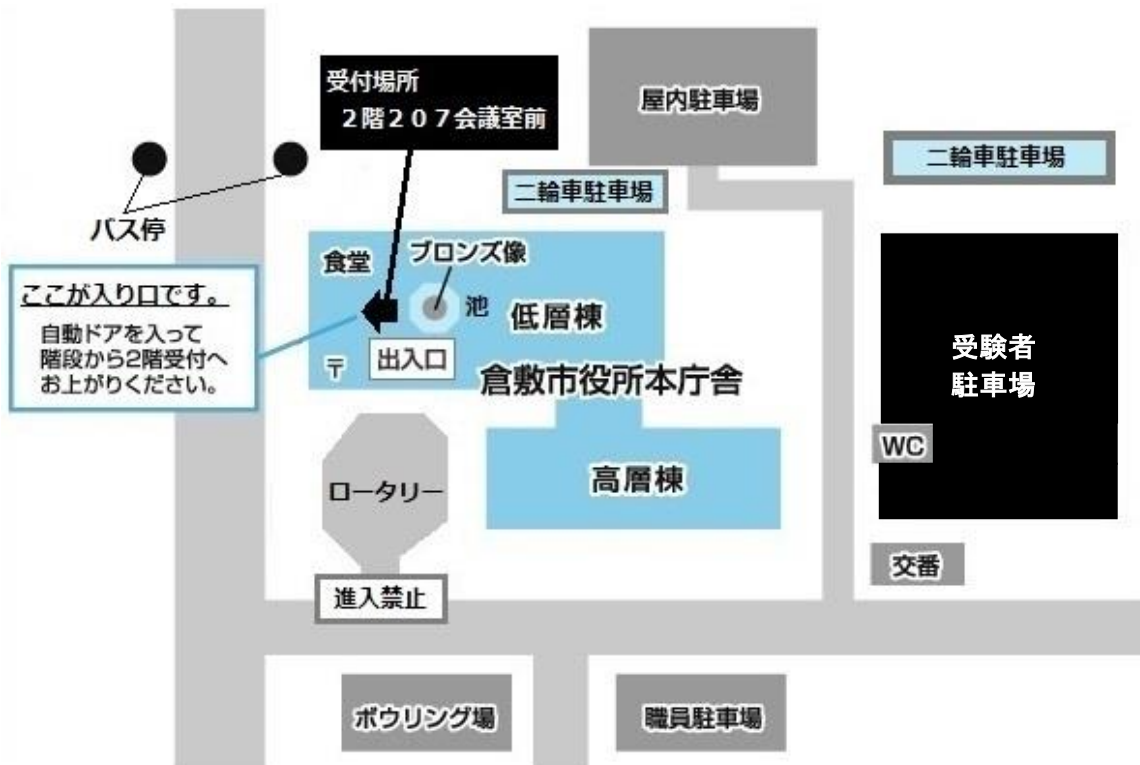 受付場所
２階２０７会議室前
屋内駐車場
二輪車駐車場
二輪車駐車場
バス停
食堂
ブロンズ像
池
低層棟
ここが入り口です。
自動ドアを入って
階段から2階受付へ
お上がりください。
〒
出入口
倉敷市役所本庁舎
受験者
駐車場
WC
高層棟
ロータリー
交番
進入禁止
ボウリング場
職員駐車場